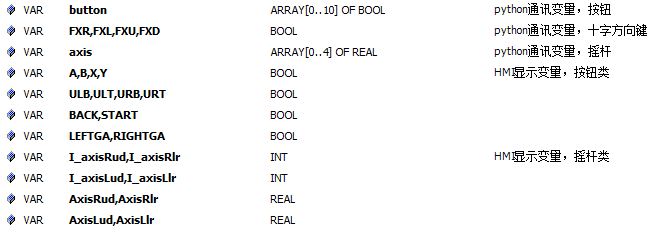 VAR button ARRAY[0..10] OF BOOL python通讯变量，按钮
VAR FXR,FXL,FXU,FXD BOOL python通讯变量，十字方向键
VAR axis ARRAY[0..4] OF REAL python通讯变量，摇杆
VAR A,B,X,Y BOOL HMI显示变量，按钮类
VAR ULB,ULT,URB,URT BOOL
VAR BACK,START BOOL
VAR LEFTGA,RIGHTGA BOOL
VAR I_axisRud,I_axisRlr INT HMI显示变量，摇杆类
VAR I_axisLud,I_axisLlr INT
VAR AxisRud,AxisRlr REAL
VAR AxisLud,AxisLlr REAL